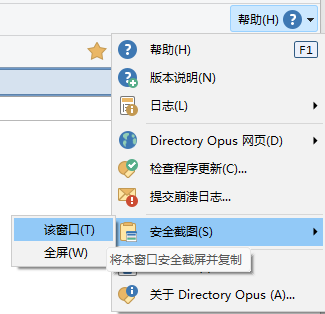 帮助(H)
帮助(H) F1
版本说明(N)
日志(L)
Directory Opus 网页(D)
检查程序更新(C)...
提交崩溃日志...
安全截图(S)
该窗口(T)
全屏(W)
将本窗口安全截屏并复制
关于 Directory Opus (A)...